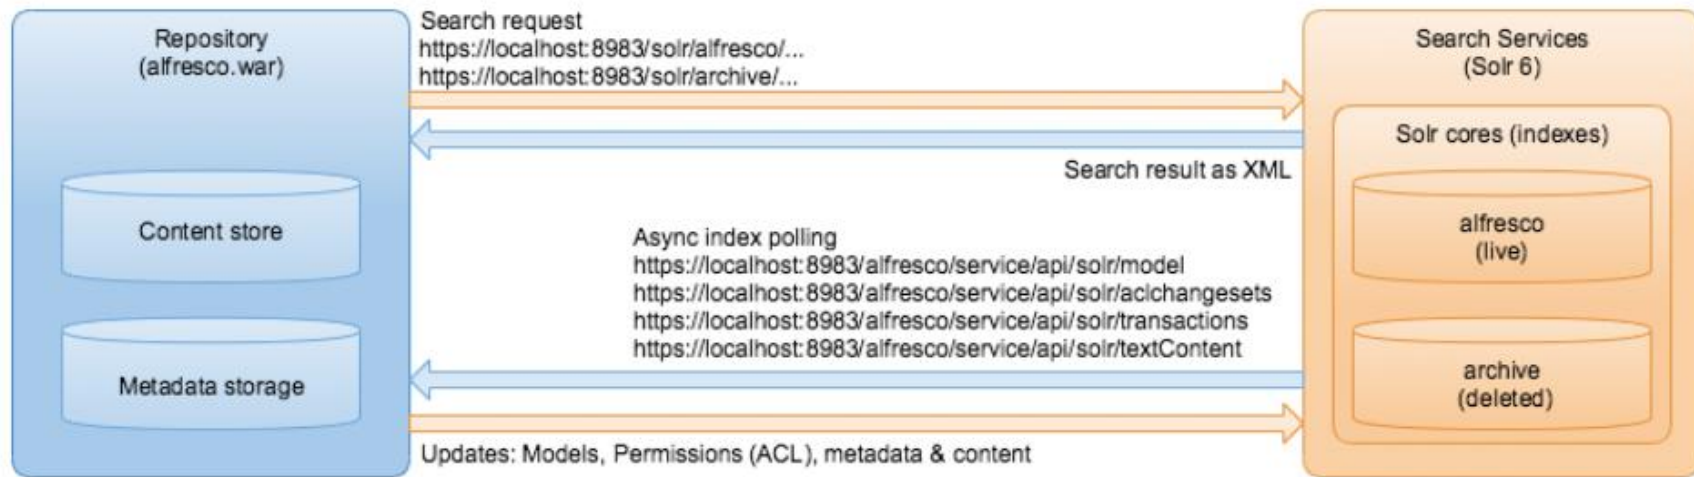 Repository
(alfresco.war)
Content store
Metadata storage
Search request
https://localhost:8983/solr/alfresco/...
https://localhost:8983/solr/archive/...
Search result as XML
Async index polling
https://localhost:8983/alfresco/service/api/solr/model
https://localhost:8983/alfresco/service/api/solr/aclchangesets
https://localhost:8983/alfresco/service/api/solr/transactions
https://localhost:8983/alfresco/service/api/solr/textContent
Updates: Models, Permissions (ACL), metadata & content
Search Services
(Solr 6)
Solr cores (indexes)
alfresco
(live)
archive
(deleted)